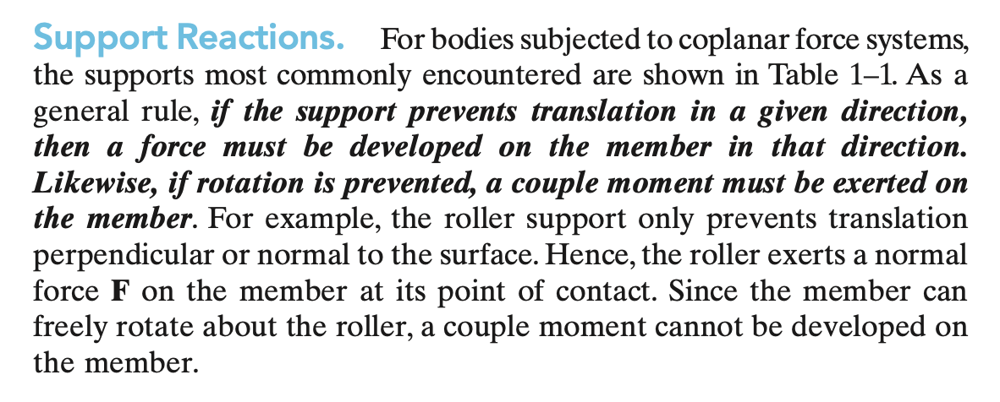 Support Reactions. For bodies subjected to coplanar force systems,
the supports most commonly encountered are shown in Table 1–1. As a
general rule, if the support prevents translation in a given direction,
then a force must be developed on the member in that direction.
Likewise, if rotation is prevented, a couple moment must be exerted on
the member. For example, the roller support only prevents translation
perpendicular or normal to the surface. Hence, the roller exerts a normal
force F on the member at its point of contact. Since the member can
freely rotate about the roller, a couple moment cannot be developed on
the member.